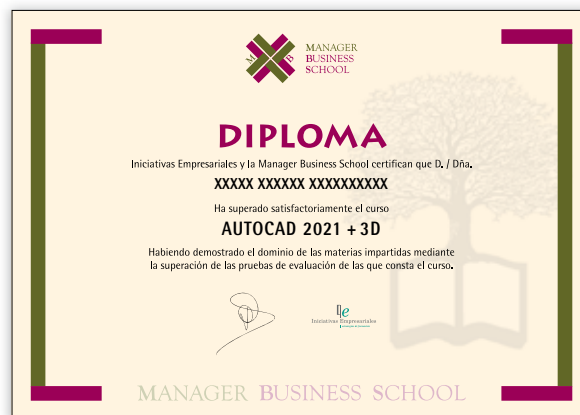 MANAGER
BUSINESS
SCHOOL
M B
DIPLOMA
Iniciativas Empresariales y la Manager Business School certifican que D. / Dña.
XXXXX XXXXXX XXXXXXXXXX
Ha superado satisfactoriamente el curso
AUTOCAD 2021 + 3D
Habiendo demostrado el dominio de las materias impartidas mediante
la superación de las pruebas de evaluación de las que consta el curso.
Iniciativas Empresariales
MANAGER BUSINESS SCHOOL